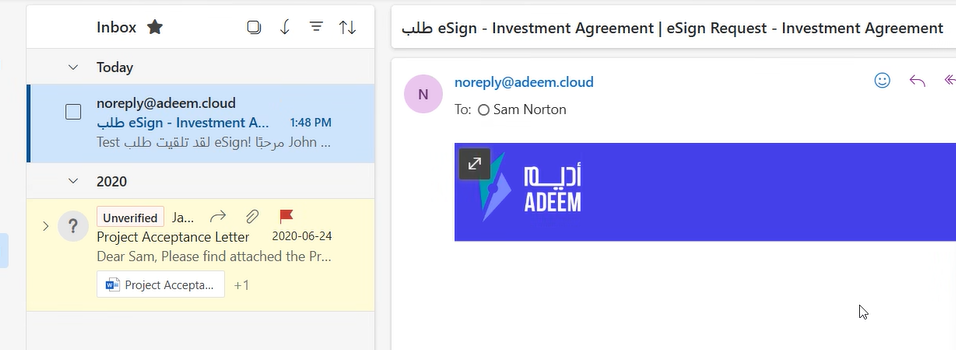 Inbox
Today
noreply@adeem.cloud
طلب eSign - Investment A... 1:48 PM
Test لقد تلقيت طلب eSign! مرحبًا John ...
2020
? Unverified Ja...
Project Acceptance Letter 2020-06-24
Dear Sam, Please find attached the Pr...
Project Accepta... +1
طلب eSign - Investment Agreement | eSign Request - Investment Agreement
N noreply@adeem.cloud
To: Sam Norton
أديم
ADEEM